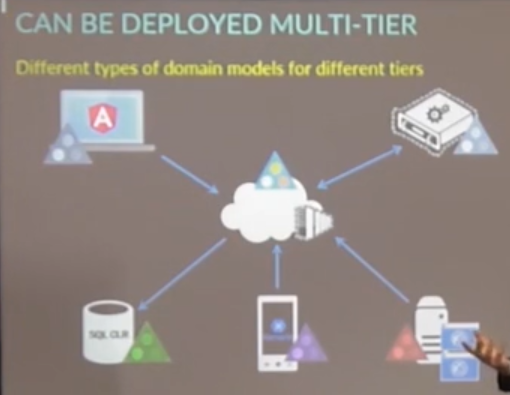 CAN BE DEPLOYED MULTI-TIER
Different types of domain models for different tiers
A
SQL CLR